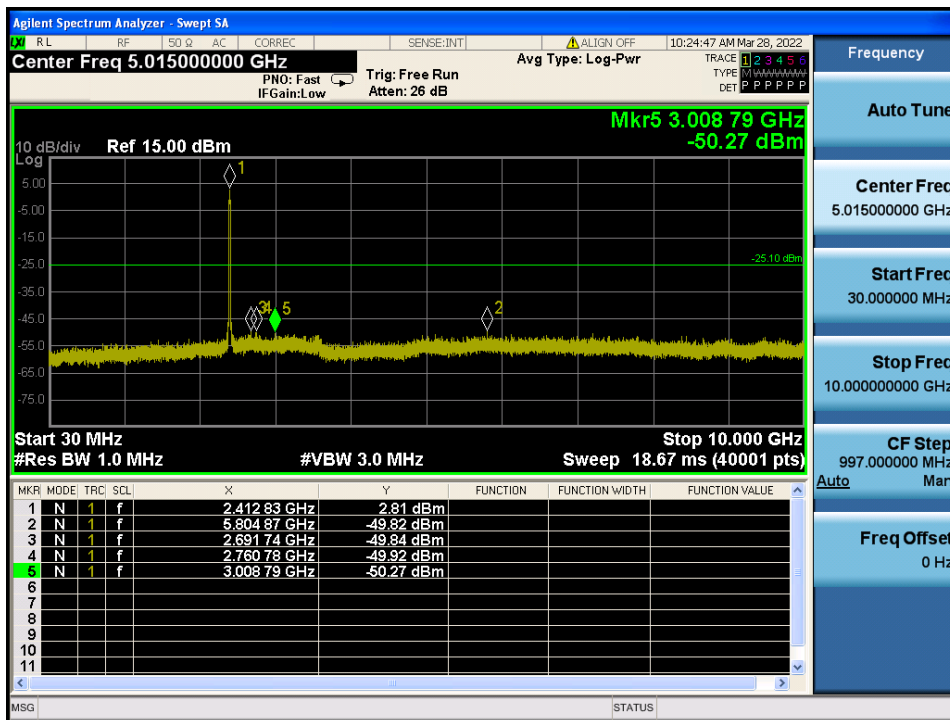 Agilent Spectrum Analyzer - Swept SA
LXI RL RF 50 Ω AC CORREC SENSE:INT ALIGN OFF 10:24:47 AM Mar 28, 2022
Center Freq 5.015000000 GHz
PNO: Fast
IFGain:Low
Trig: Free Run
Atten: 26 dB
Avg Type: Log-Pwr
TRACE 1 2 3 4 5 6
TYPE M
DET P P P P P P
Mkr5 3.008 79 GHz
-50.27 dBm
10 dB/div Ref 15.00 dBm
Log
5.00
-5.00
-15.0
-25.0
-35.0
-45.0
-55.0
-65.0
-75.0
1
-25.10 dBm
3 4 5 2
Start 30 MHz Stop 10.000 GHz
#Res BW 1.0 MHz #VBW 3.0 MHz Sweep 18.67 ms (40001 pts)
MKR MODE TRC SCL X Y FUNCTION FUNCTION WIDTH FUNCTION VALUE
1 N 1 f 2.412 83 GHz 2.81 dBm
2 N 1 f 5.804 87 GHz -49.82 dBm
3 N 1 f 2.691 74 GHz -49.84 dBm
4 N 1 f 2.760 78 GHz -49.92 dBm
5 N 1 f 3.008 79 GHz -50.27 dBm
6
7
8
9
10
11
MSG STATUS
Frequency
Auto Tune
Center Freq
5.015000000 GHz
Start Freq
30.000000 MHz
Stop Freq
10.000000000 GHz
CF Step
997.000000 MHz
Auto Man
Freq Offset
0 Hz